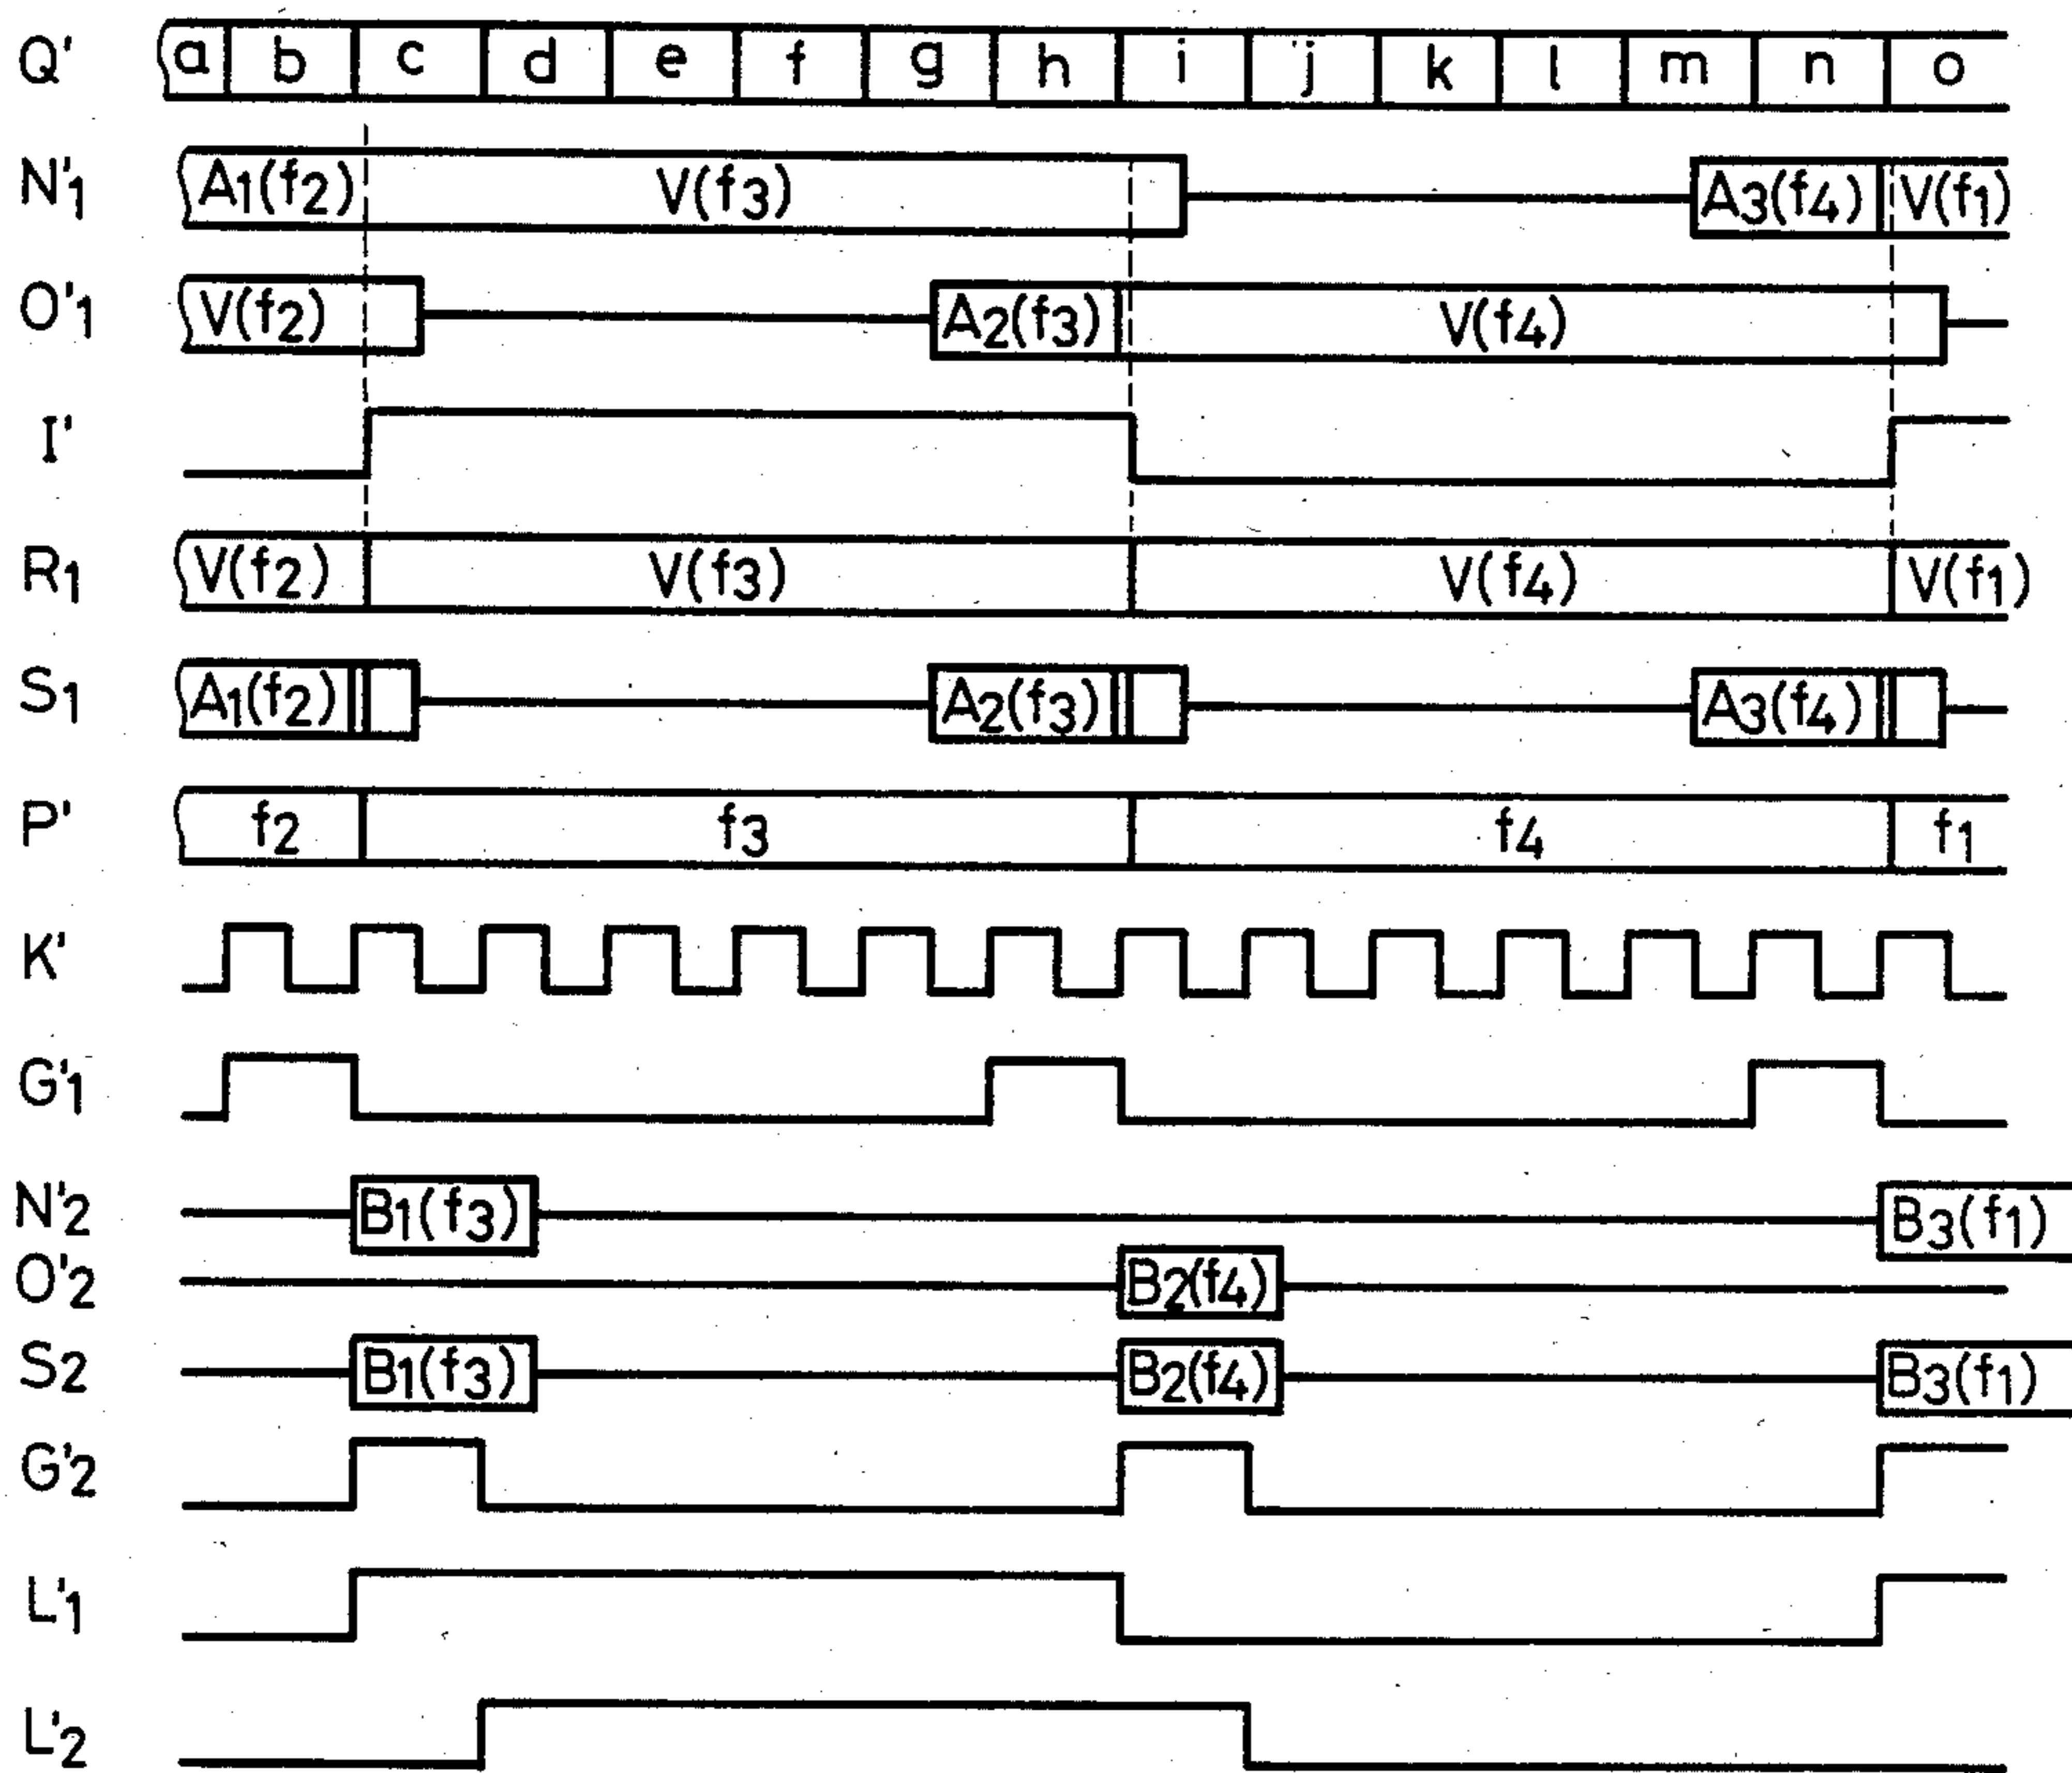 Q' a b c d e f g h i j k l m n o
N'1 A1(f2) V(f3) A3(f4) V(f1)
O'1 V(f2) A2(f3) V(f4)
I'
R1 V(f2) V(f3) V(f4) V(f1)
S1 A1(f2) A2(f3) A3(f4)
P' f2 f3 f4 f1
K'
G'1
N'2 B1(f3) B3(f1)
O'2 B2(f4)
S2 B1(f3) B2(f4) B3(f1)
G'2
L'1
L'2